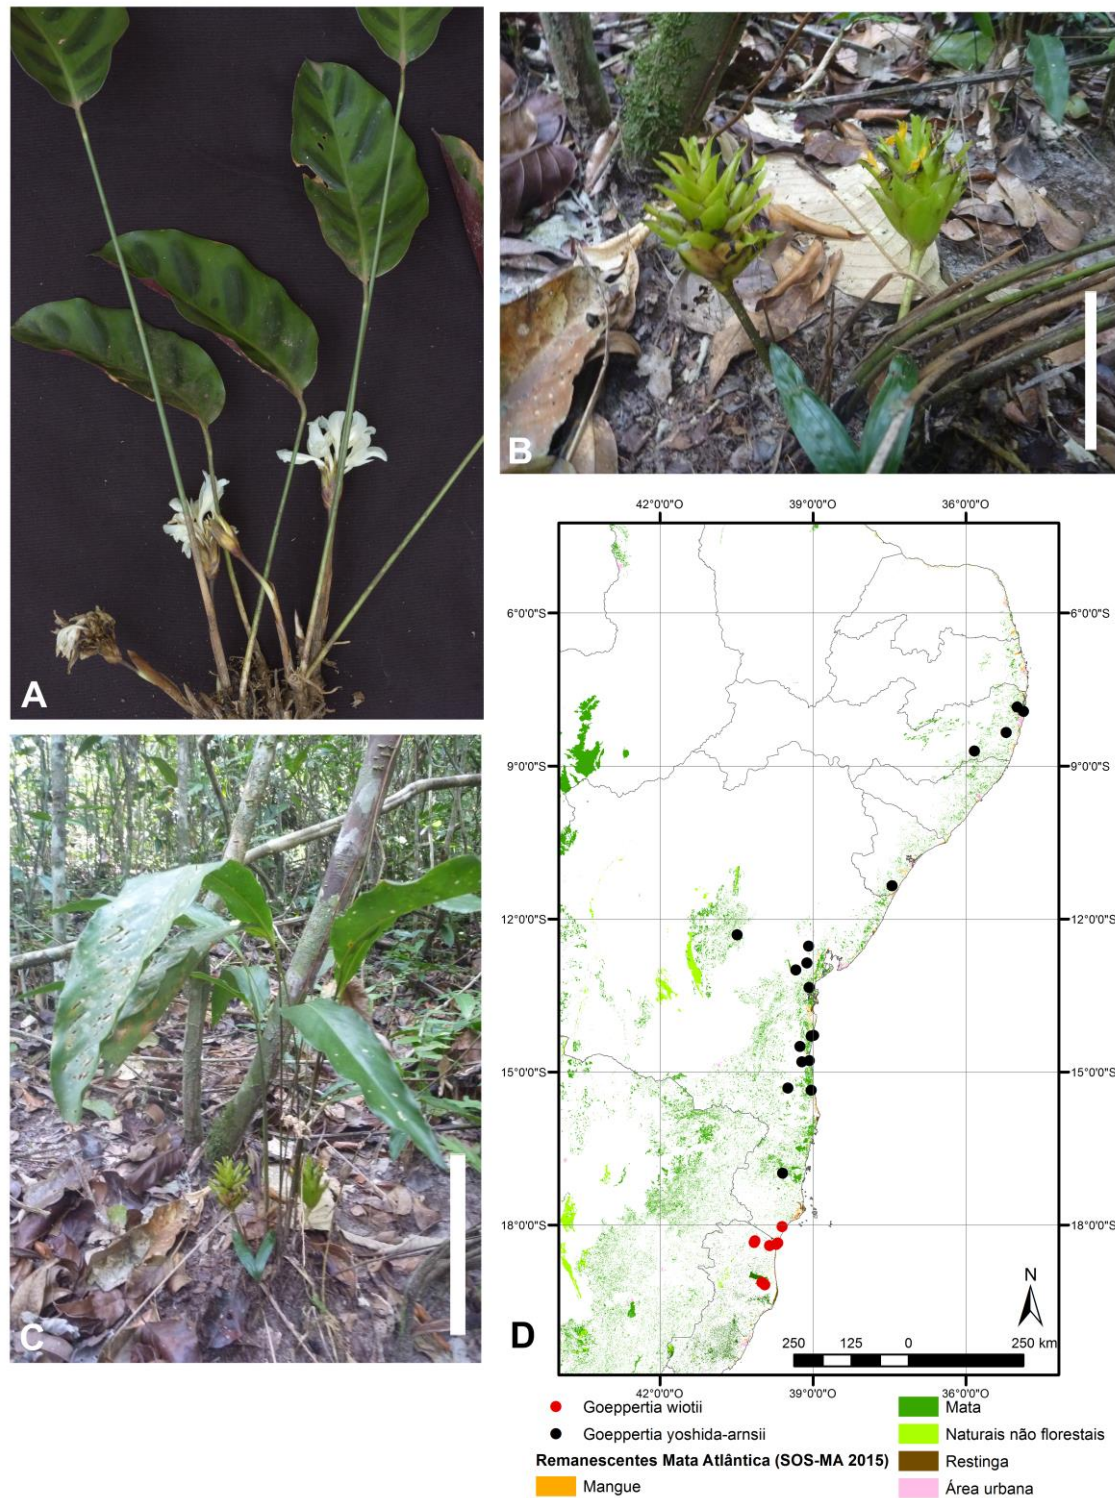 A
B
C
42°0'0"O 39°0'0"O 36°0'0"O
6°0'0"S 6°0'0"S
9°0'0"S 9°0'0"S
12°0'0"S 12°0'0"S
15°0'0"S 15°0'0"S
18°0'0"S 18°0'0"S
N
D
250 125 0 250 km
42°0'0"O 39°0'0"O 36°0'0"O
Goeppertia wiotii
Goeppertia yoshida-arnsii
Remanescentes Mata Atlântica (SOS-MA 2015)
Mangue
Mata
Naturais não florestais
Restinga
Área urbana